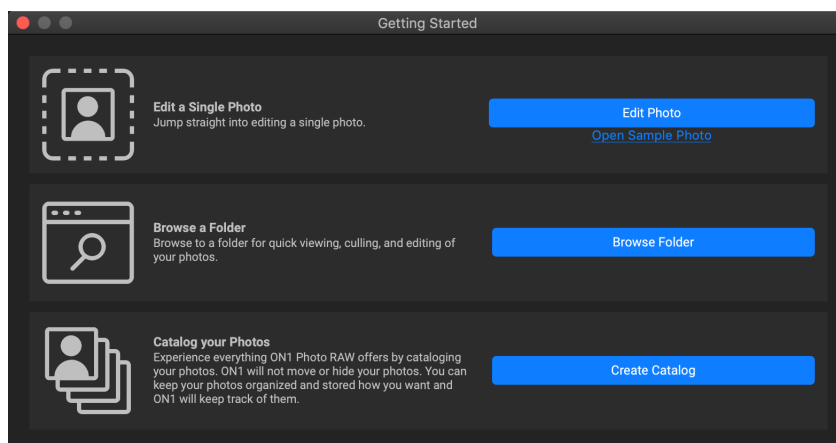 Getting Started
Edit a Single Photo
Jump straight into editing a single photo.
Edit Photo
Open Sample Photo
Browse a Folder
Browse to a folder for quick viewing, culling, and editing of
your photos.
Browse Folder
Catalog your Photos
Experience everything ON1 Photo RAW offers by cataloging
your photos. ON1 will not move or hide your photos. You can
keep your photos organized and stored how you want and
ON1 will keep track of them.
Create Catalog